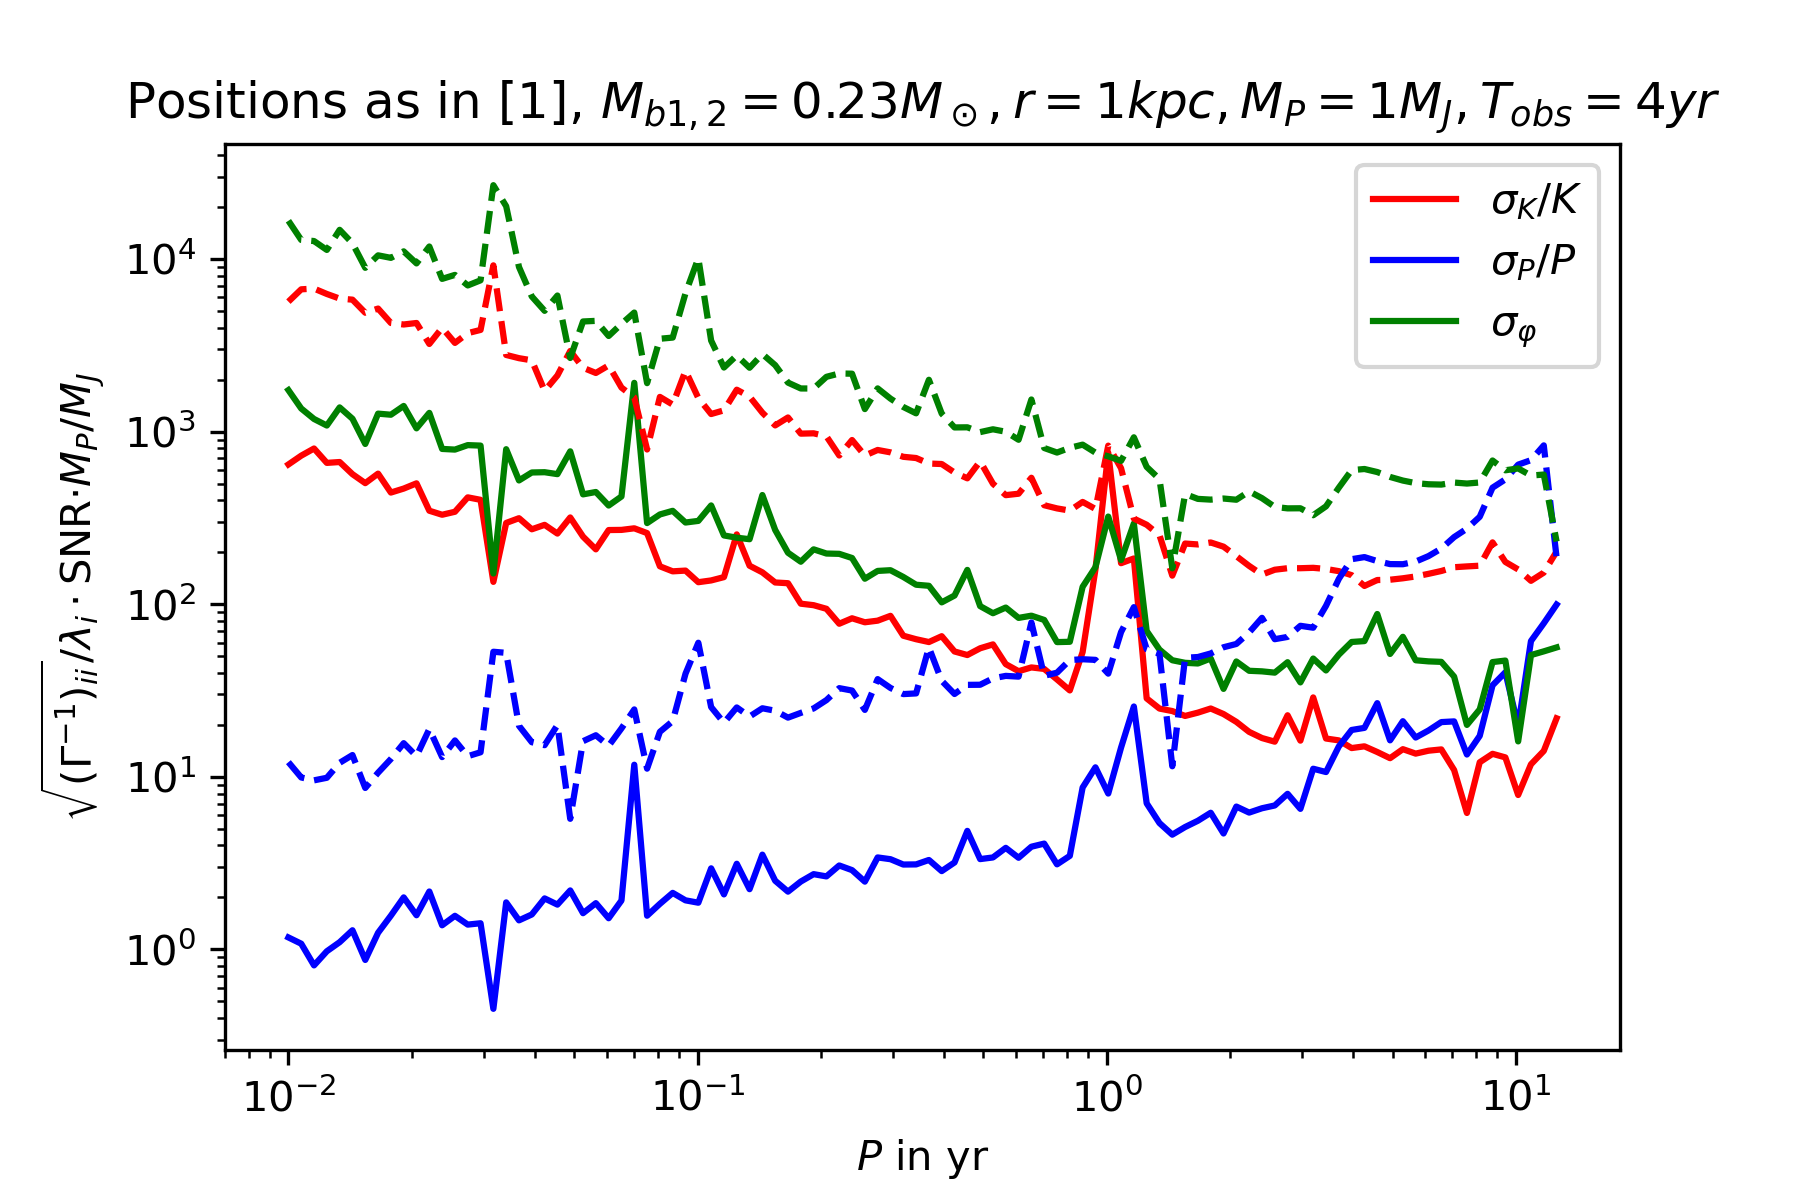 Positions as in [1], $M_{b1,2} = 0.23M_\odot, r = 1kpc, M_P = 1M_J, T_{obs} = 4yr$
$\sigma_K/K$
$\sigma_P/P$
$\sigma_\varphi$
$\sqrt{(\Gamma^{-1})_{ii}}/\lambda_i \cdot$ SNR$\cdot M_P/M_J$
$10^4$
$10^3$
$10^2$
$10^1$
$10^0$
$10^{-2}$ $10^{-1}$ $10^0$ $10^1$
$P$ in yr